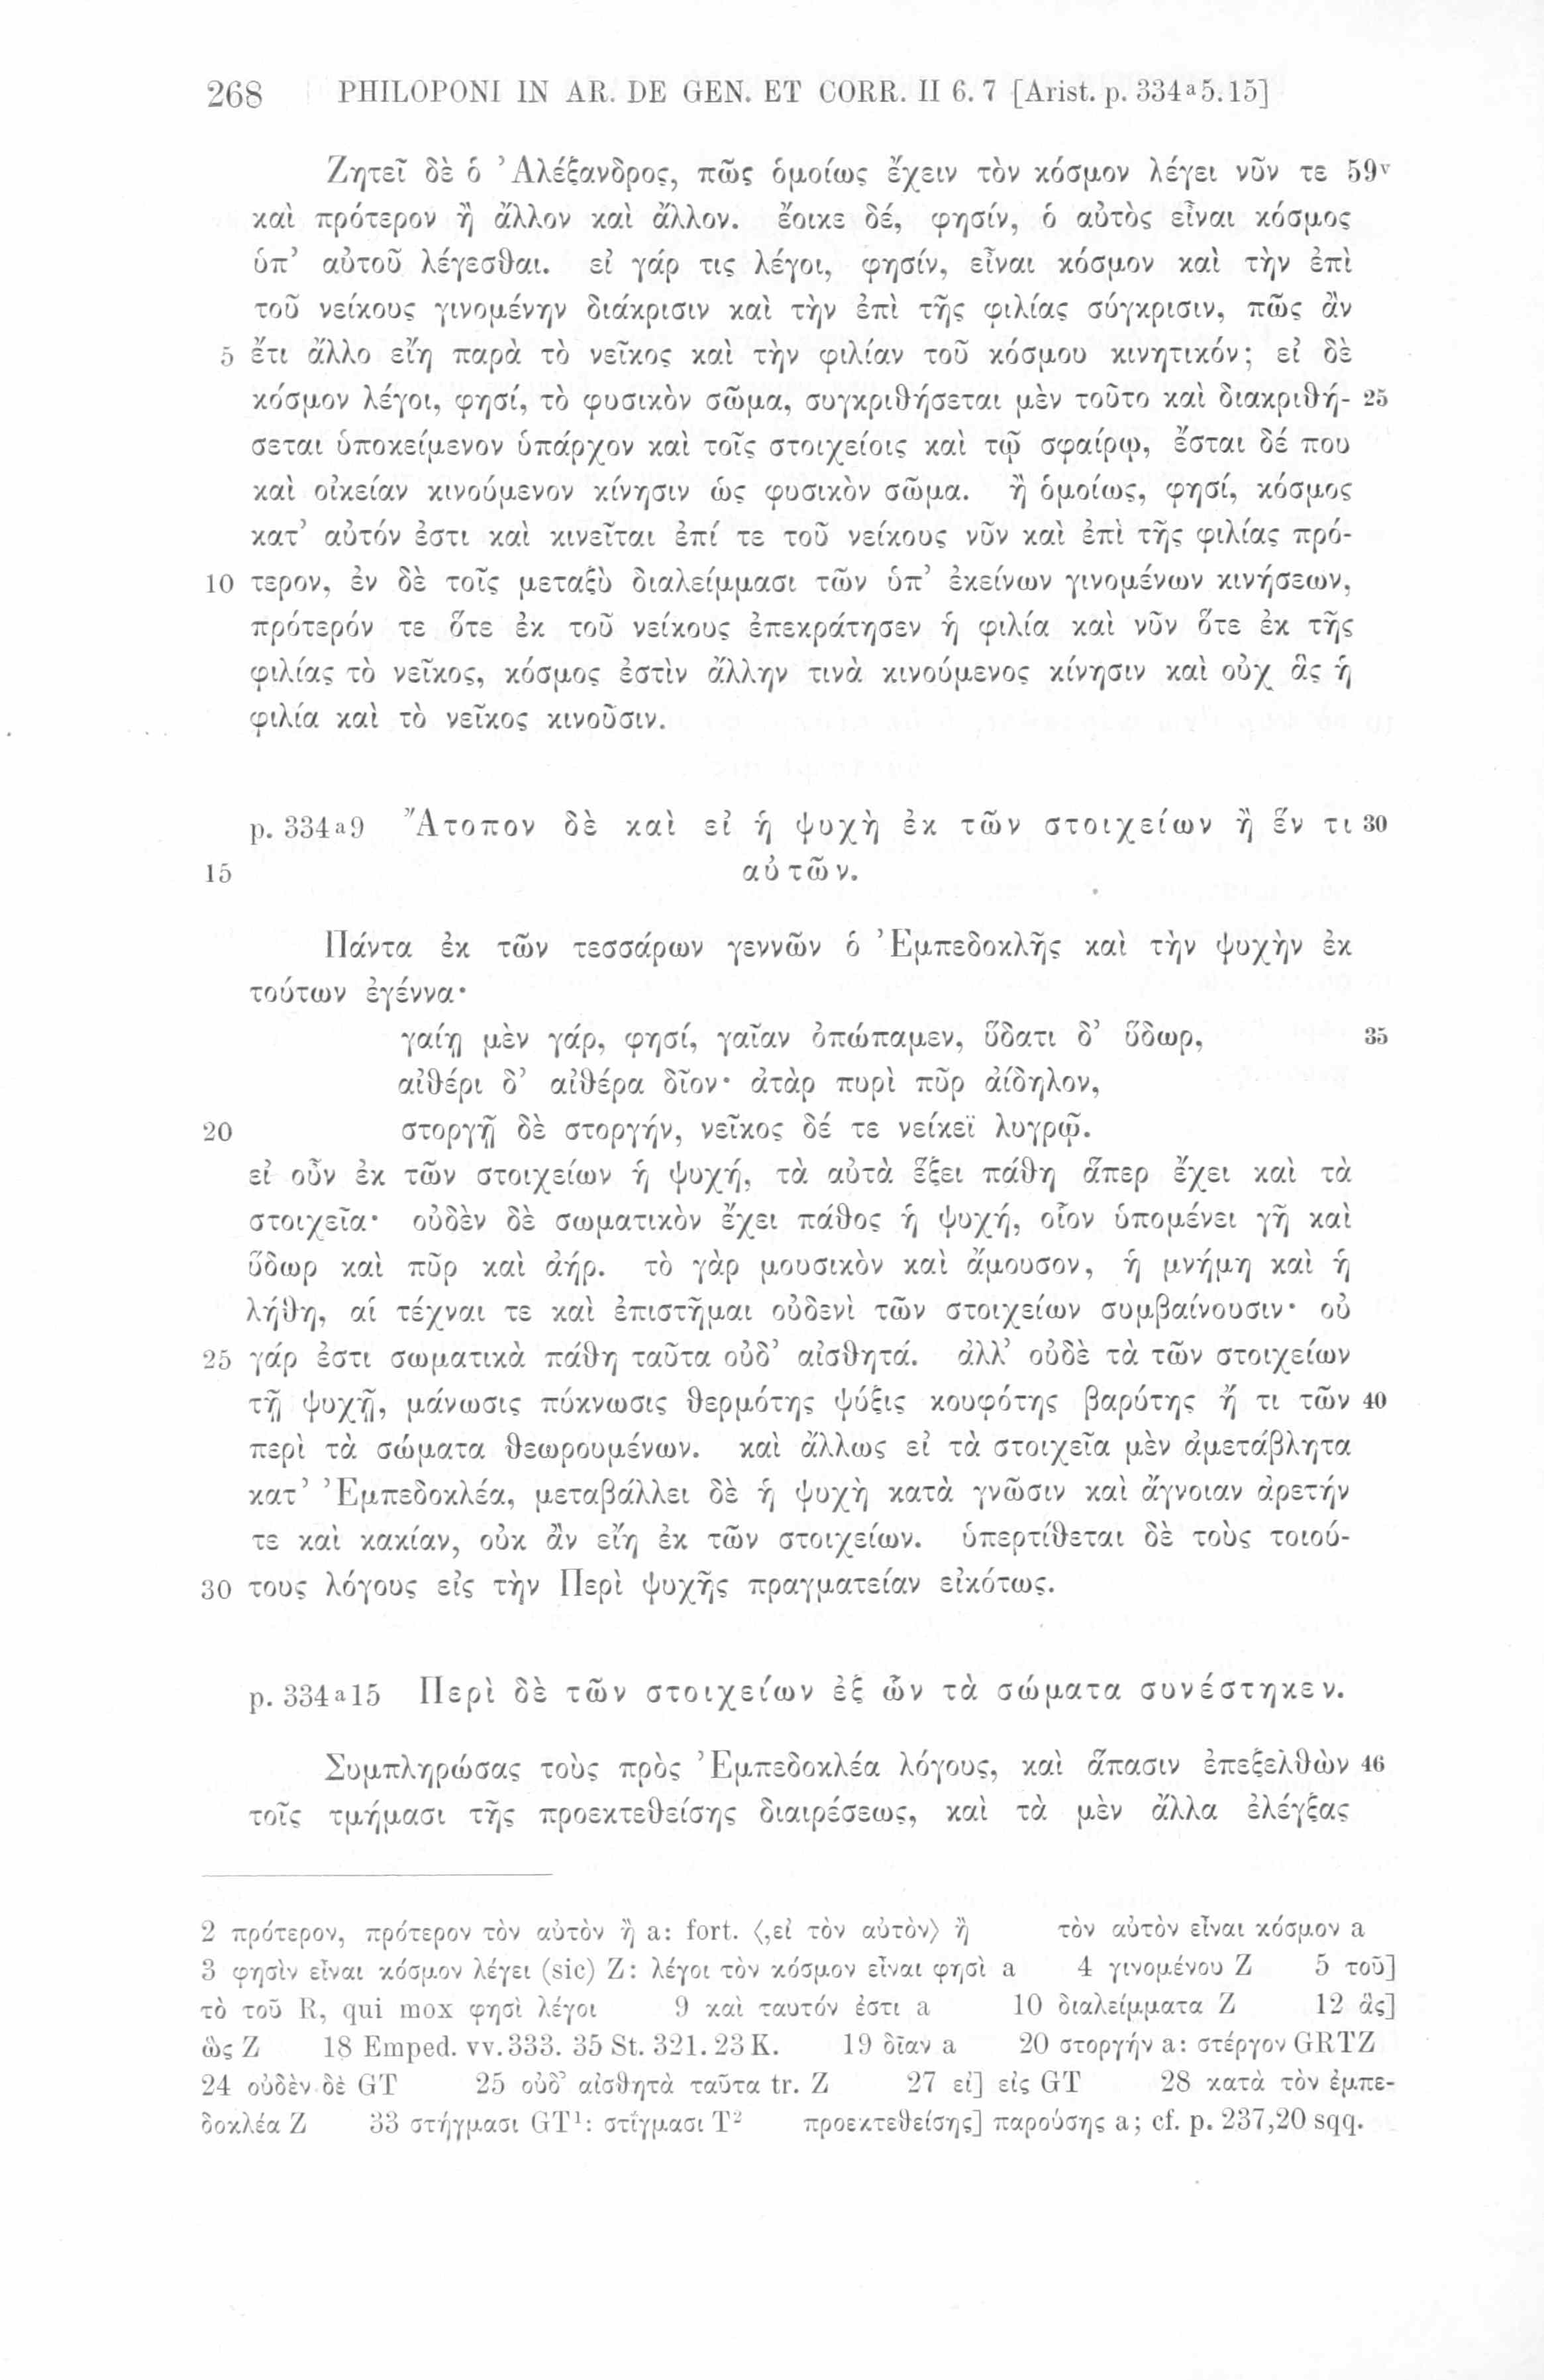 268 PHILOPONI IN AR. DE GEN. ET CORR. II 6. 7 [Arist. p. 334ᵃ5.15]
Ζητεῖ δὲ ὁ Ἀλέξανδρος, πῶς ὁμοίως ἔχειν τὸν κόσμον λέγει νῦν τε 59ᵛ
καὶ πρότερον ἢ ἄλλον καὶ ἄλλον. ἔοικε δέ, φησίν, ὁ αὐτὸς εἶναι κόσμος
ὑπ’ αὐτοῦ λέγεσθαι. εἰ γάρ τις λέγοι, φησίν, εἶναι κόσμον καὶ τὴν ἐπὶ
τοῦ νείκους γινομένην διάκρισιν καὶ τὴν ἐπὶ τῆς φιλίας σύγκρισιν, πῶς ἂν
5 ἔτι ἄλλο εἴη παρὰ τὸ νεῖκος καὶ τὴν φιλίαν τοῦ κόσμου κινητικόν; εἰ δὲ
κόσμον λέγοι, φησί, τὸ φυσικὸν σῶμα, συγκριθήσεται μὲν τοῦτο καὶ διακριθή- 25
σεται ὑποκείμενον ὑπάρχον καὶ τοῖς στοιχείοις καὶ τῷ σφαίρῳ, ἔσται δέ που
καὶ οἰκείαν κινούμενον κίνησιν ὡς φυσικὸν σῶμα. ἢ ὁμοίως, φησί, κόσμος
κατ’ αὐτόν ἐστι καὶ κινεῖται ἐπί τε τοῦ νείκους νῦν καὶ ἐπὶ τῆς φιλίας πρό-
10 τερον, ἐν δὲ τοῖς μεταξὺ διαλείμμασι τῶν ὑπ’ ἐκείνων γινομένων κινήσεων,
πρότερόν τε ὅτε ἐκ τοῦ νείκους ἐπεκράτησεν ἡ φιλία καὶ νῦν ὅτε ἐκ τῆς
φιλίας τὸ νεῖκος, κόσμος ἐστὶν ἄλλην τινὰ κινούμενος κίνησιν καὶ οὐχ ἃς ἡ
φιλία καὶ τὸ νεῖκος κινοῦσιν.
p. 334ᵃ9 Ἄτοπον δὲ καὶ εἰ ἡ ψυχὴ ἐκ τῶν στοιχείων ἢ ἕν τι 30
15 αὐτῶν.
Πάντα ἐκ τῶν τεσσάρων γεννῶν ὁ Ἐμπεδοκλῆς καὶ τὴν ψυχὴν ἐκ
τούτων ἐγέννα·
γαίῃ μὲν γάρ, φησί, γαῖαν ὀπώπαμεν, ὕδατι δ’ ὕδωρ, 35
αἰθέρι δ’ αἰθέρα δῖον· ἀτὰρ πυρὶ πῦρ ἀίδηλον,
20 στοργῇ δὲ στοργήν, νεῖκος δέ τε νείκεϊ λυγρῷ.
εἰ οὖν ἐκ τῶν στοιχείων ἡ ψυχή, τὰ αὐτὰ ἕξει πάθη ἅπερ ἔχει καὶ τὰ
στοιχεῖα· οὐδὲν δὲ σωματικὸν ἔχει πάθος ἡ ψυχή, οἷον ὑπομένει γῆ καὶ
ὕδωρ καὶ πῦρ καὶ ἀήρ. τὸ γὰρ μουσικὸν καὶ ἄμουσον, ἡ μνήμη καὶ ἡ
λήθη, αἱ τέχναι τε καὶ ἐπιστῆμαι οὐδενὶ τῶν στοιχείων συμβαίνουσιν· οὐ
25 γάρ ἐστι σωματικὰ πάθη ταῦτα οὐδ’ αἰσθητά. ἀλλ’ οὐδὲ τὰ τῶν στοιχείων
τῇ ψυχῇ, μάνωσις πύκνωσις θερμότης ψύξις κουφότης βαρύτης ἤ τι τῶν 40
περὶ τὰ σώματα θεωρουμένων. καὶ ἄλλως εἰ τὰ στοιχεῖα μὲν ἀμετάβλητα
κατ’ Ἐμπεδοκλέα, μεταβάλλει δὲ ἡ ψυχὴ κατὰ γνῶσιν καὶ ἄγνοιαν ἀρετήν
τε καὶ κακίαν, οὐκ ἂν εἴη ἐκ τῶν στοιχείων. ὑπερτίθεται δὲ τοὺς τοιού-
30 τους λόγους εἰς τὴν Περὶ ψυχῆς πραγματείαν εἰκότως.
p. 334ᵃ15 Περὶ δὲ τῶν στοιχείων ἐξ ὧν τὰ σώματα συνέστηκεν.
Συμπληρώσας τοὺς πρὸς Ἐμπεδοκλέα λόγους, καὶ ἅπασιν ἐπεξελθὼν 46
τοῖς τμήμασι τῆς προεκτεθείσης διαιρέσεως, καὶ τὰ μὲν ἄλλα ἐλέγξας
2 πρότερον, πρότερον τὸν αὐτὸν ἢ a: fort. ⟨,εἰ τὸν αὐτὸν⟩ ἢ τὸν αὐτὸν εἶναι κόσμον a
3 φησὶν εἶναι κόσμον λέγει (sic) Z: λέγοι τὸν κόσμον εἶναι φησὶ a 4 γινομένου Z 5 τοῦ]
τὸ τοῦ R, qui mox φησὶ λέγοι 9 καὶ ταυτόν ἐστι a 10 διαλείμματα Z 12 ἃς]
ὣς Z 18 Emped. vv. 333. 35 St. 321. 23 K. 19 δῖαν a 20 στοργήν a: στέργον GRTZ
24 οὐδὲν δὲ GT 25 οὐδ’ αἰσθητὰ ταῦτα tr. Z 27 εἰ] εἰς GT 28 κατὰ τὸν ἐμπε-
δοκλέα Z 33 στήγμασι GT¹: στίγμασι T² προεκτεθείσης] παρούσης a; cf. p. 237,20 sqq.